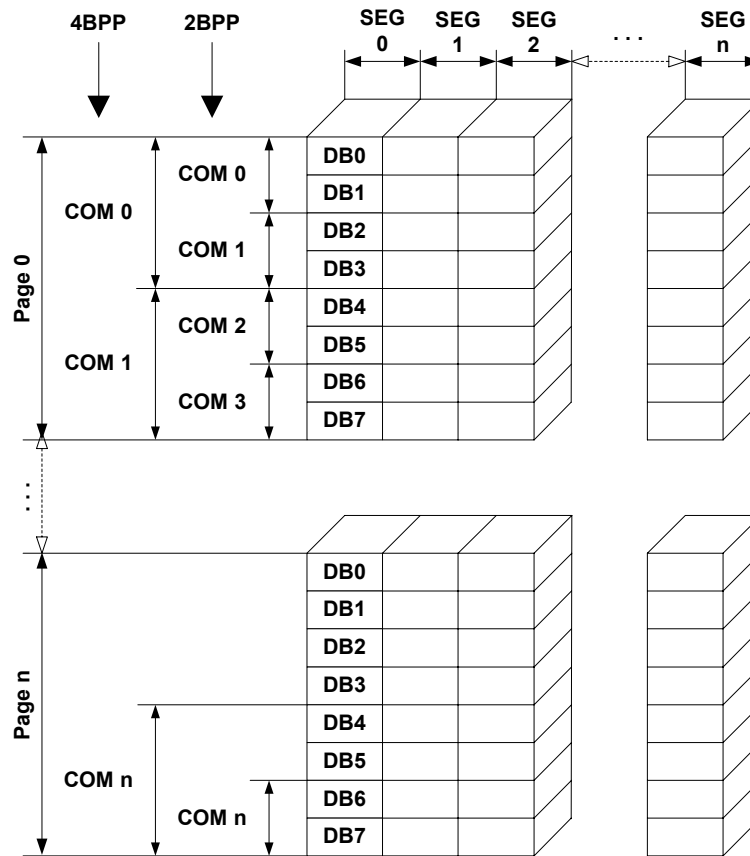 4BPP 2BPP SEG 0 SEG 1 SEG 2 . . . SEG n
Page 0
COM 0
COM 1
COM 0
COM 1
COM 2
COM 3
DB0
DB1
DB2
DB3
DB4
DB5
DB6
DB7
. . .
Page n
COM n
COM n
DB0
DB1
DB2
DB3
DB4
DB5
DB6
DB7